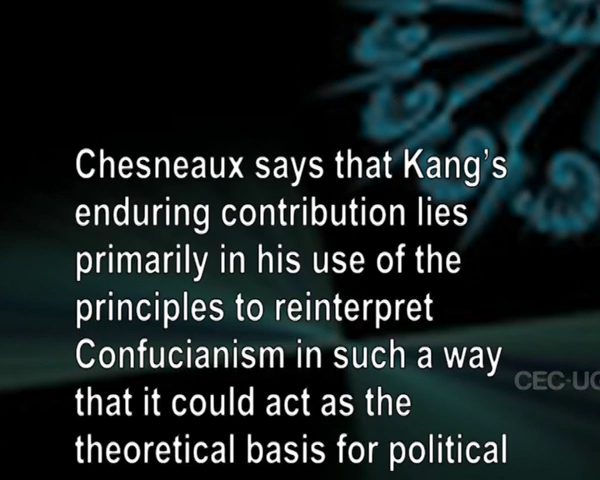 Chesneaux says that Kang's
enduring contribution lies
primarily in his use of the
principles to reinterpret
Confucianism in such a way
CEC-UG
that it could act as the
theoretical basis for political